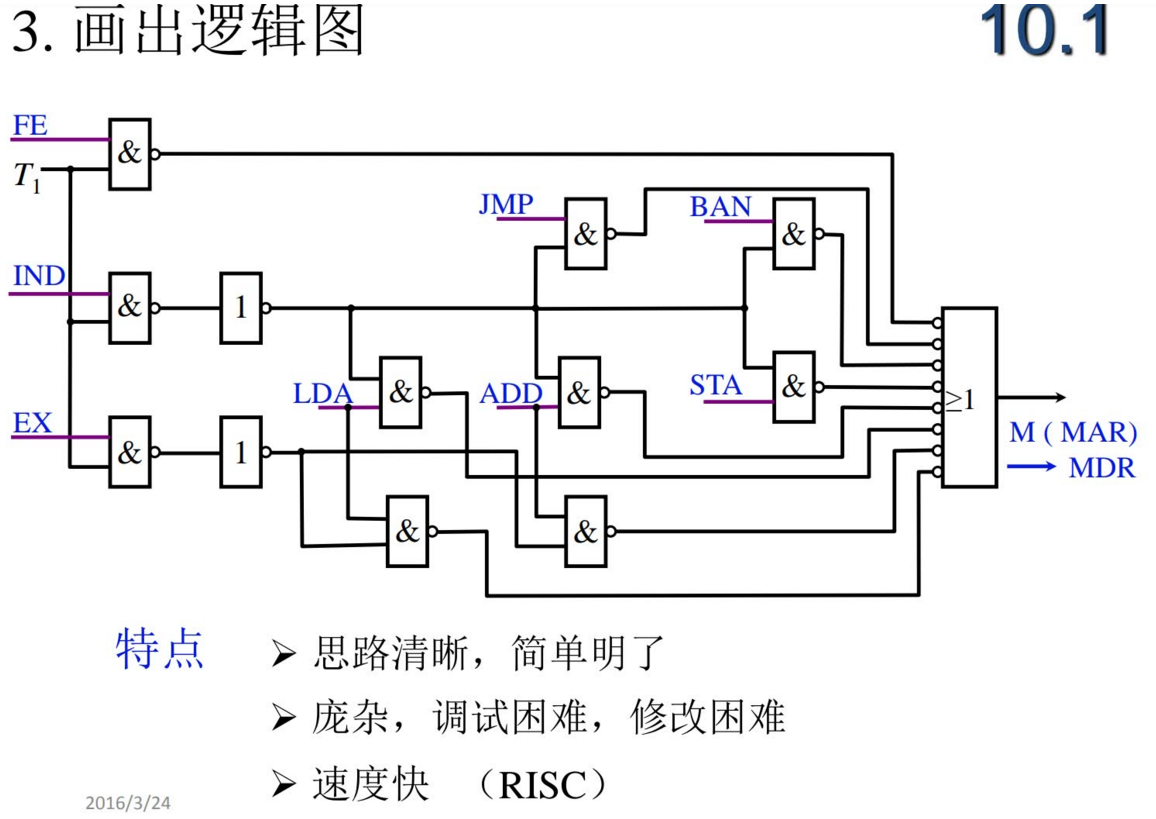 3. 画出逻辑图
10.1
FE
&
T1
JMP
&
BAN
&
IND
&
1
LDA
&
ADD
&
STA
&
≥1
EX
&
1
M ( MAR)
MDR
&
&
特点
➢ 思路清晰，简单明了
➢ 庞杂，调试困难，修改困难
➢ 速度快 （RISC）
2016/3/24